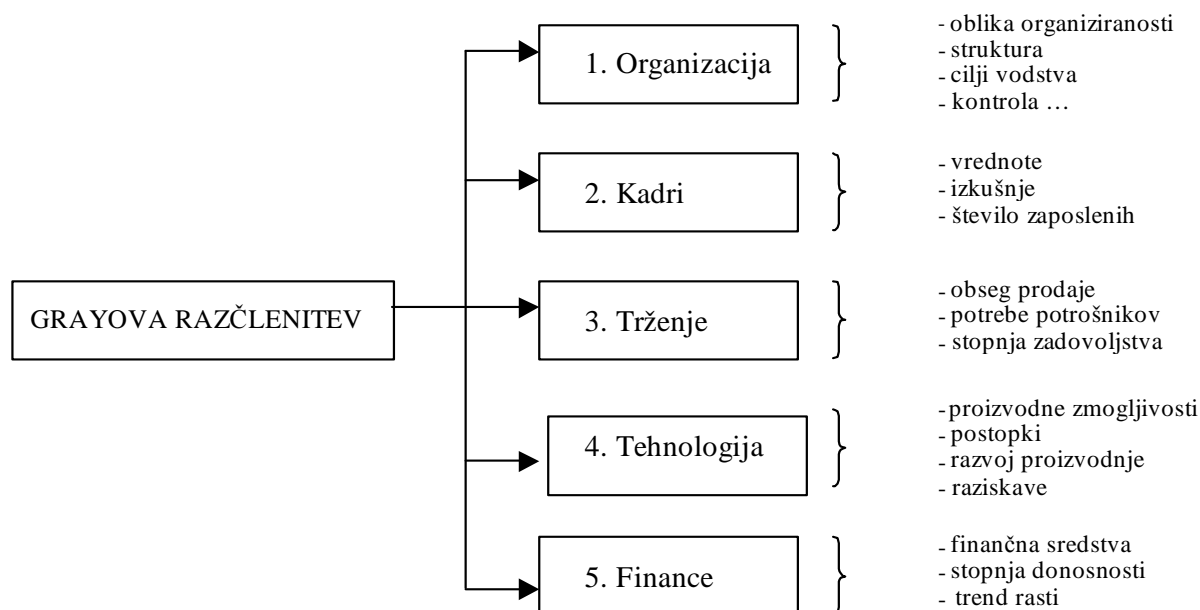 GRAYOVA RAZČLENITEV
1. Organizacija
- oblika organiziranosti
- struktura
- cilji vodstva
- kontrola …
2. Kadri
- vrednote
- izkušnje
- število zaposlenih
3. Trženje
- obseg prodaje
- potrebe potrošnikov
- stopnja zadovoljstva
4. Tehnologija
- proizvodne zmogljivosti
- postopki
- razvoj proizvodnje
- raziskave
5. Finance
- finančna sredstva
- stopnja donosnosti
- trend rasti